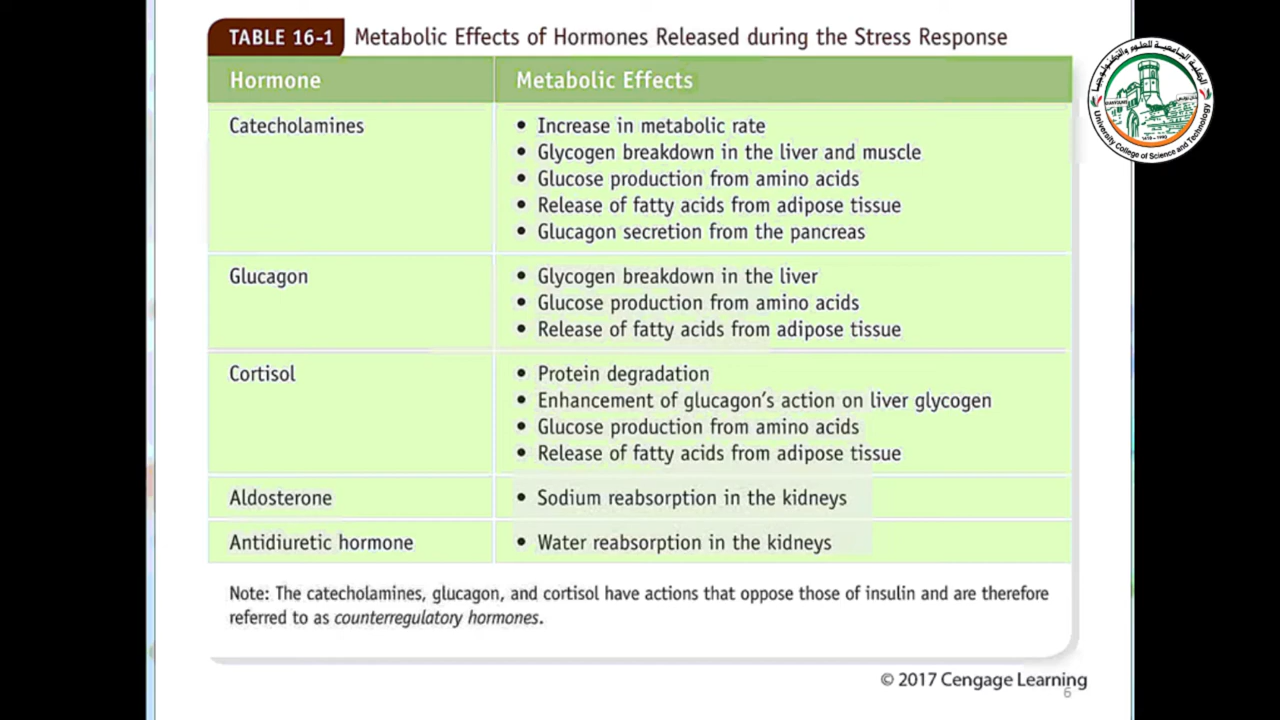 TABLE 16-1 Metabolic Effects of Hormones Released during the Stress Response
Hormone Metabolic Effects
Catecholamines • Increase in metabolic rate
• Glycogen breakdown in the liver and muscle
• Glucose production from amino acids
• Release of fatty acids from adipose tissue
• Glucagon secretion from the pancreas
Glucagon • Glycogen breakdown in the liver
• Glucose production from amino acids
• Release of fatty acids from adipose tissue
Cortisol • Protein degradation
• Enhancement of glucagon's action on liver glycogen
• Glucose production from amino acids
• Release of fatty acids from adipose tissue
Aldosterone • Sodium reabsorption in the kidneys
Antidiuretic hormone • Water reabsorption in the kidneys
Note: The catecholamines, glucagon, and cortisol have actions that oppose those of insulin and are therefore
referred to as counterregulatory hormones.
© 2017 Cengage Learning
6
الكلية الجامعية للعلوم والتكنولوجيا
University College of Science and Technology